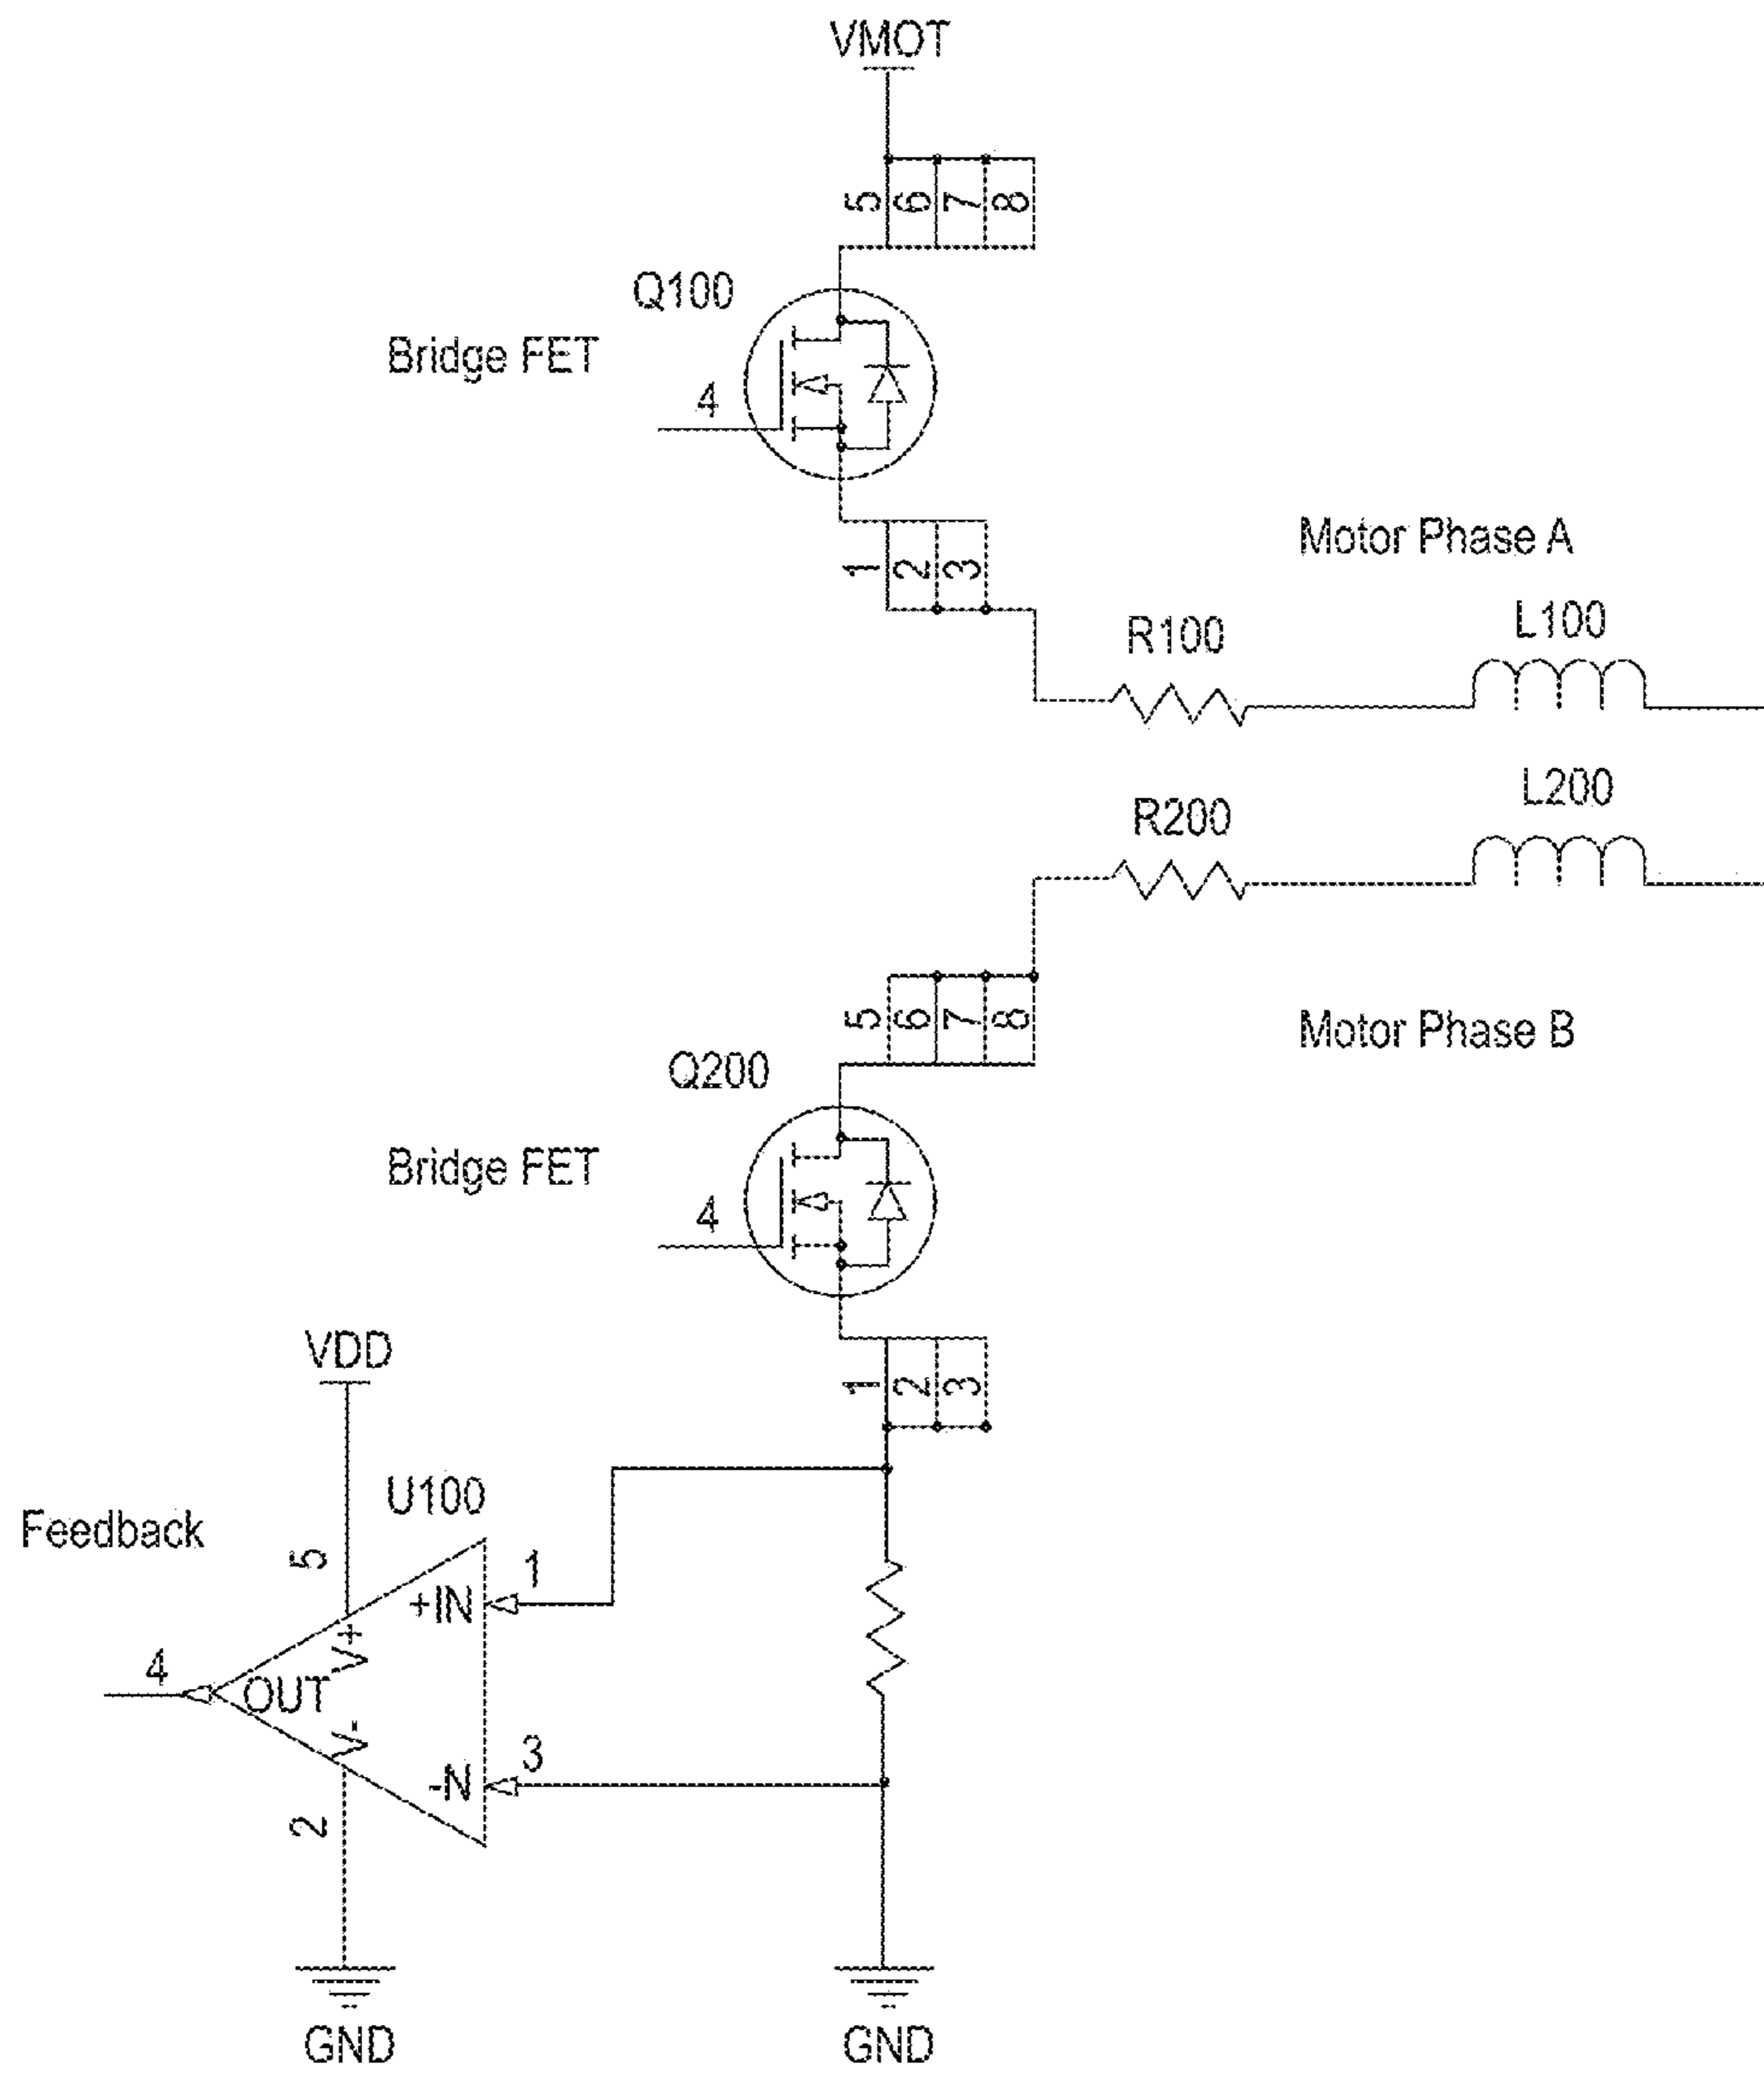 VMOT
5 6 7 8
Q100
Bridge FET
4
1 2 3
Motor Phase A
R100
L100
R200
L200
5 6 7 8
Motor Phase B
Q200
Bridge FET
4
1 2 3
VDD
U100
Feedback
5
+IN
1
V+
4
OUT
V-
-N
3
2
GND
GND